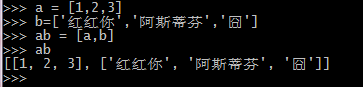 >>> a = [1,2,3]
>>> b=['红红你','阿斯蒂芬','囧']
>>> ab = [a,b]
>>> ab
[[1, 2, 3], ['红红你', '阿斯蒂芬', '囧']]
>>>